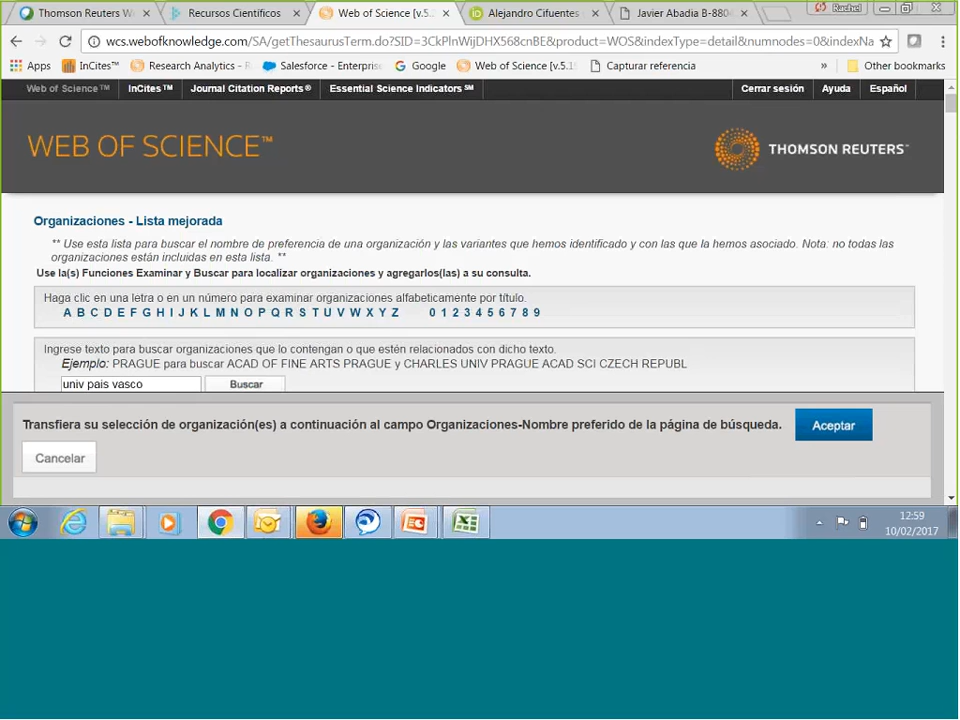 Thomson Reuters W
Recursos Científicos
Web of Science [v.5.
Alejandro Cifuentes
Javier Abadia B-880
Rachel
wcs.webofknowledge.com/SA/getThesaurusTerm.do?SID=3CkPlnWijDHX568cnBE&product=WOS&indexType=detail&numnodes=0&indexNa
Apps
InCites™
Research Analytics - R
Salesforce - Enterprise
Google
Web of Science [v.5.1
Capturar referencia
»
Other bookmarks
Web of Science™
InCites™
Journal Citation Reports®
Essential Science Indicators℠
Cerrar sesión
Ayuda
Español
WEB OF SCIENCE™
THOMSON REUTERS™
Organizaciones - Lista mejorada
** Use esta lista para buscar el nombre de preferencia de una organización y las variantes que hemos identificado y con las que la hemos asociado. Nota: no todas las
organizaciones están incluidas en esta lista. **
Use la(s) Funciones Examinar y Buscar para localizar organizaciones y agregarlos(las) a su consulta.
Haga clic en una letra o en un número para examinar organizaciones alfabeticamente por título.
A B C D E F G H I J K L M N O P Q R S T U V W X Y Z 0 1 2 3 4 5 6 7 8 9
Ingrese texto para buscar organizaciones que lo contengan o que estén relacionados con dicho texto.
Ejemplo: PRAGUE para buscar ACAD OF FINE ARTS PRAGUE y CHARLES UNIV PRAGUE ACAD SCI CZECH REPUBL
univ pais vasco
Buscar
Transfiera su selección de organización(es) a continuación al campo Organizaciones-Nombre preferido de la página de búsqueda.
Aceptar
Cancelar
12:59
10/02/2017